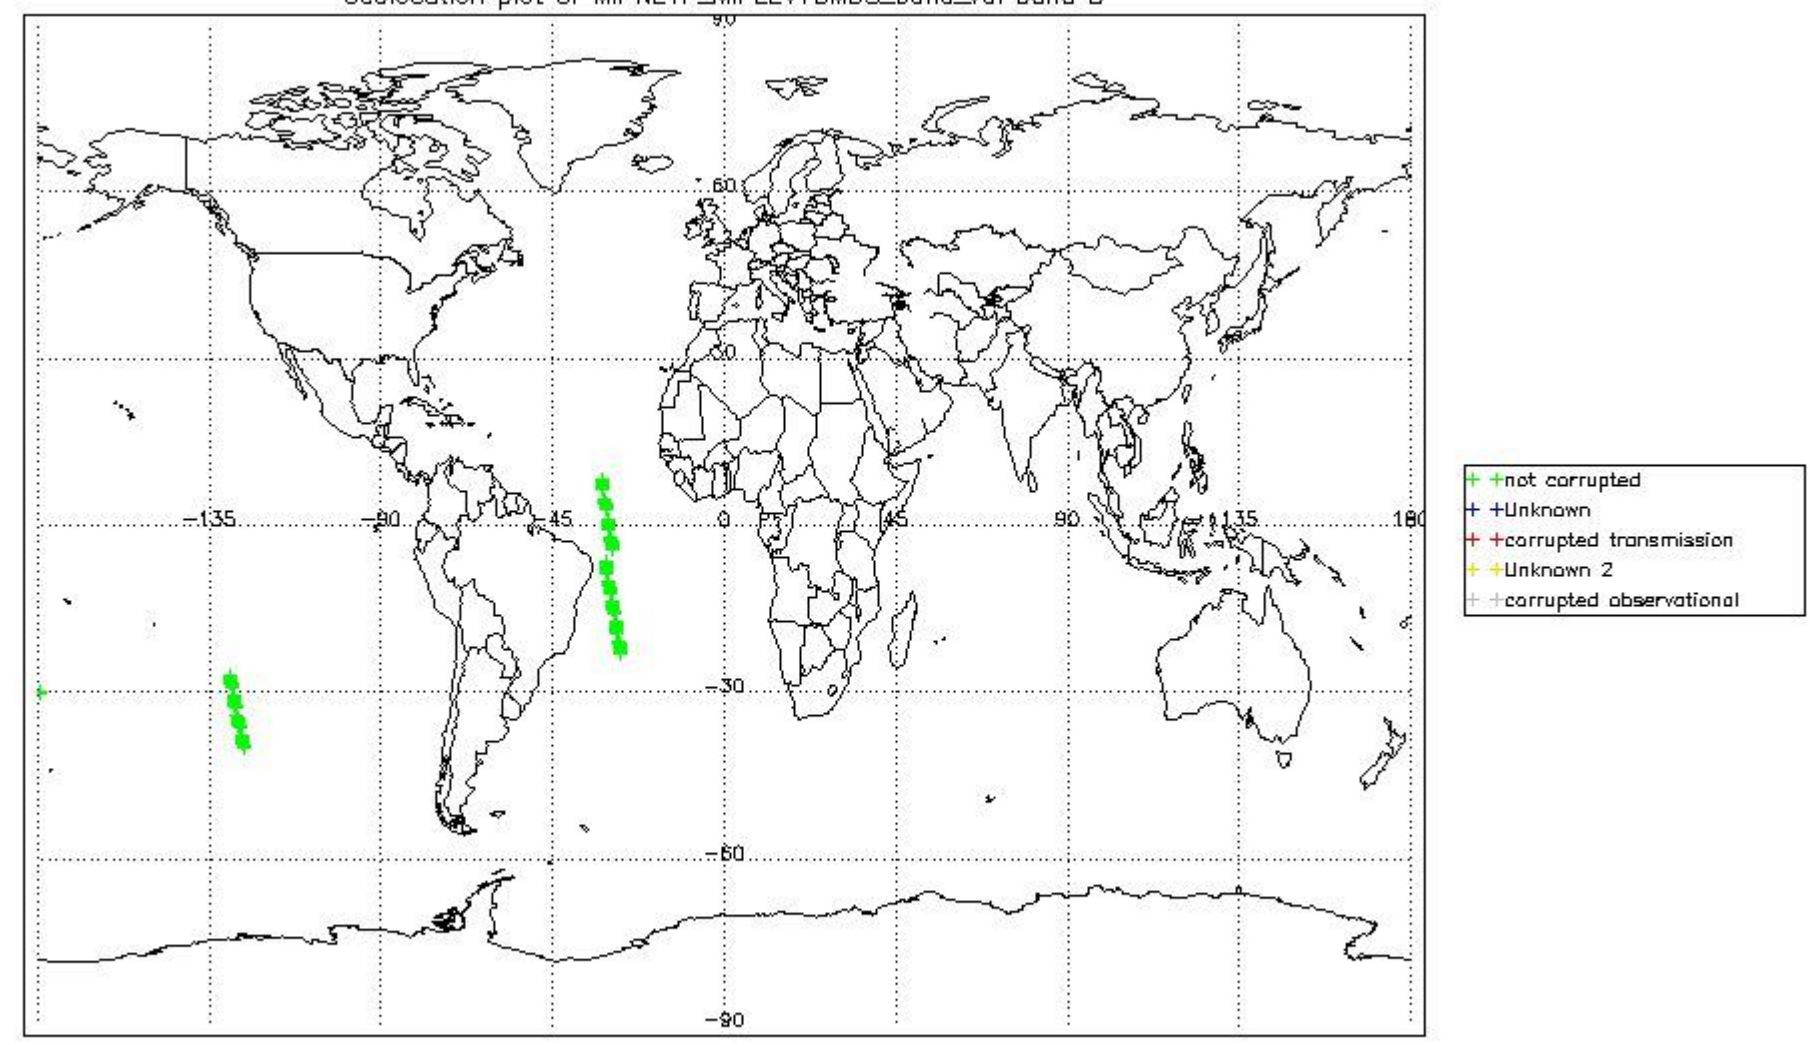 90
60
30
-135 -90 -45 0 45 90 135 180
-30
-60
-90
not corrupted
Unknown
corrupted transmission
Unknown 2
corrupted observational